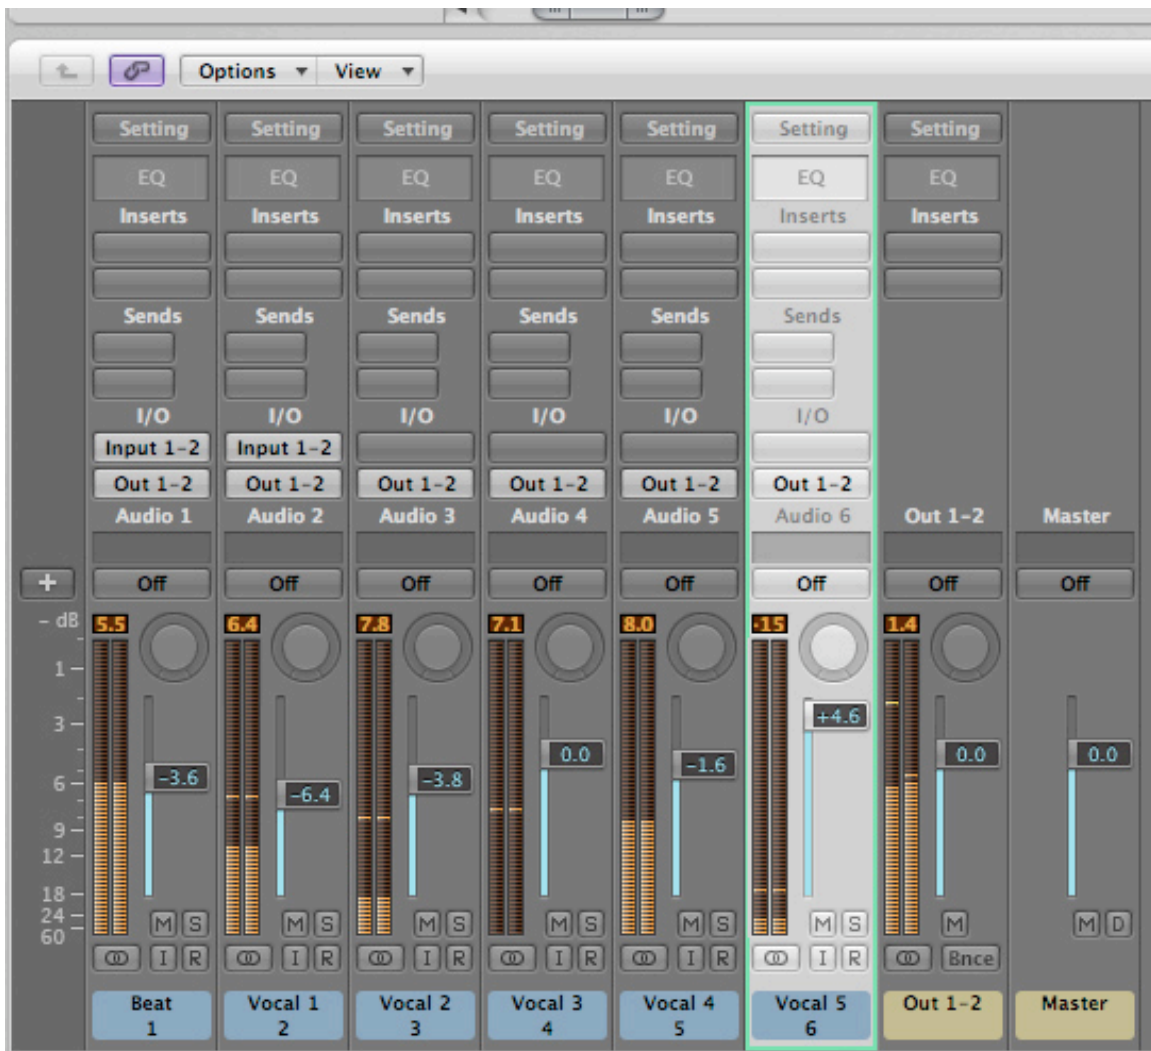 Options View
Setting Setting Setting Setting Setting Setting Setting
EQ EQ EQ EQ EQ EQ EQ
Inserts Inserts Inserts Inserts Inserts Inserts Inserts
Sends Sends Sends Sends Sends Sends
I/O I/O I/O I/O I/O I/O
Input 1-2 Input 1-2
Out 1-2 Out 1-2 Out 1-2 Out 1-2 Out 1-2 Out 1-2
Audio 1 Audio 2 Audio 3 Audio 4 Audio 5 Audio 6 Out 1-2 Master
+ Off Off Off Off Off Off Off Off
- dB 5.5 6.4 7.8 7.1 8.0 -15 1.4
1
3 +4.6
0.0 0.0 0.0
6 -3.6 -6.4 -3.8 -1.6
9
12
18
24 M S M S M S M S M S M S M M D
60
I R I R I R I R I R I R Bnce
Beat Vocal 1 Vocal 2 Vocal 3 Vocal 4 Vocal 5 Out 1-2 Master
1 2 3 4 5 6